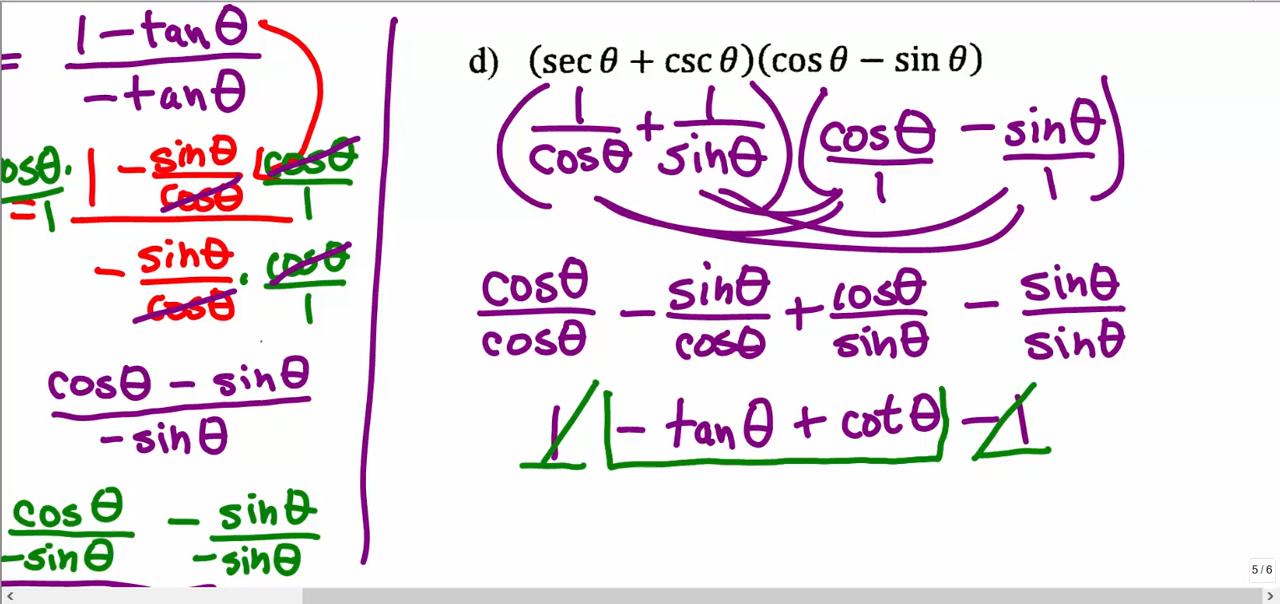 = (1 - tanθ)/(-tanθ)
cosθ/1 · (1 - sinθ/cosθ) cosθ/1
=
- sinθ/cosθ · cosθ/1
(cosθ - sinθ)/(-sinθ)
cosθ/(-sinθ) - sinθ/(-sinθ)
d) (sec θ + csc θ)(cos θ − sin θ)
(1/cosθ + 1/sinθ)(cosθ/1 - sinθ/1)
cosθ/cosθ - sinθ/cosθ + cosθ/sinθ - sinθ/sinθ
1 - tanθ + cotθ - 1
5 / 6